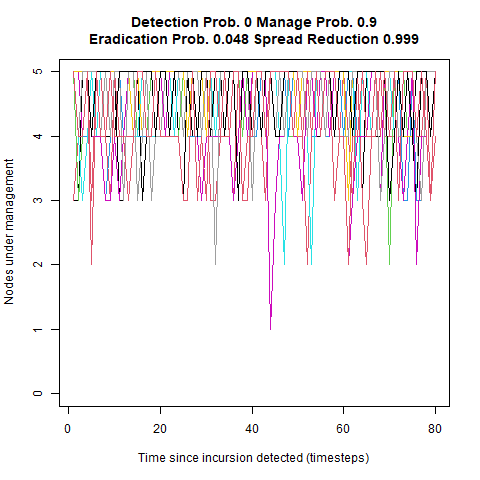 Detection Prob. 0 Manage Prob. 0.9
Eradication Prob. 0.048 Spread Reduction 0.999
5
4
3
2
1
0
Nodes under management
0 20 40 60 80
Time since incursion detected (timesteps)